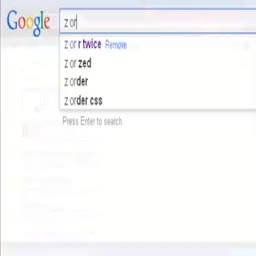 Google z or
z or r twice Remove
z or zed
z order
z order css
Press Enter to search.